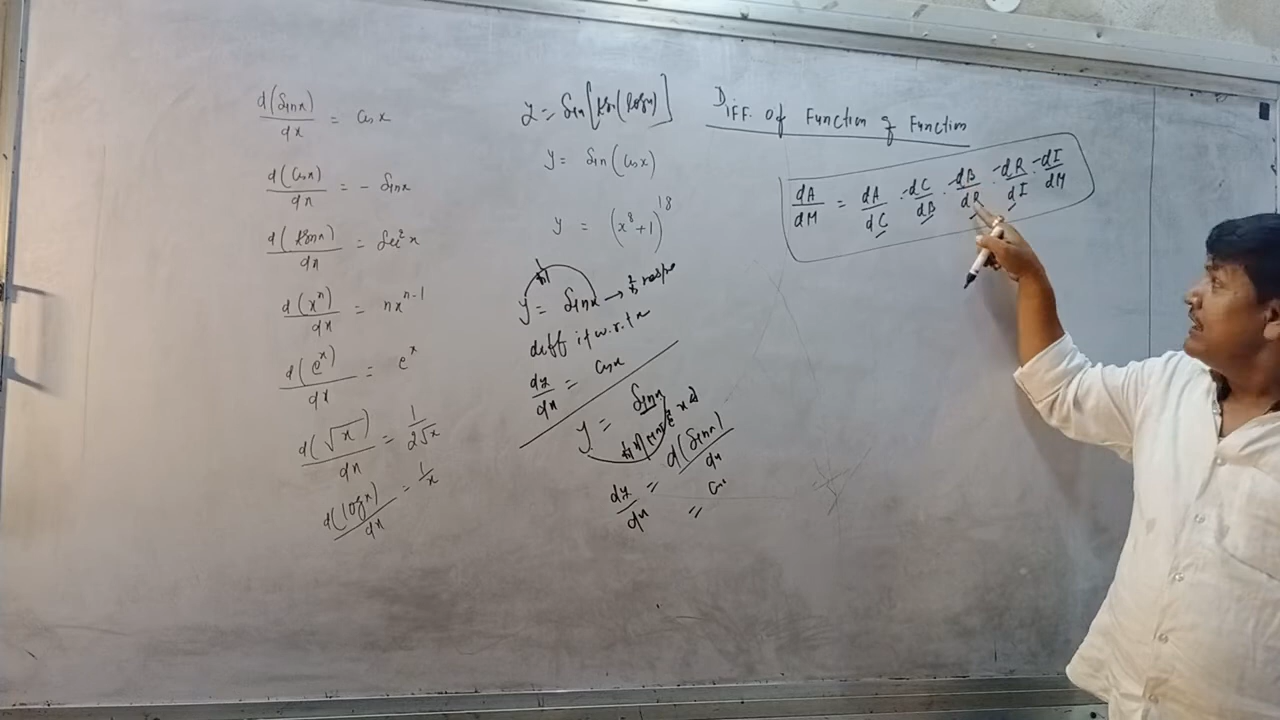 d(sinx)/dx = cosx
d(cosx)/dx = - sinx
d(tanx)/dx = sec²x
d(xⁿ)/dx = nxⁿ⁻¹
d(eˣ)/dx = eˣ
d(√x)/dx = 1/2√x
d(logx)/dx = 1/x
y = sin[tan(logx)]
y = sin(cosx)
y = (x⁸+1)¹⁸
y = sinx →
diff it w.r.t x
dy/dx = cosx
y = sinx
dy/dx = d(sinx)/dx
=
DIFF. Of Function of Function
dA/dM = dA/dC · dC/dB · dB/dR · dR/dI · dI/dM